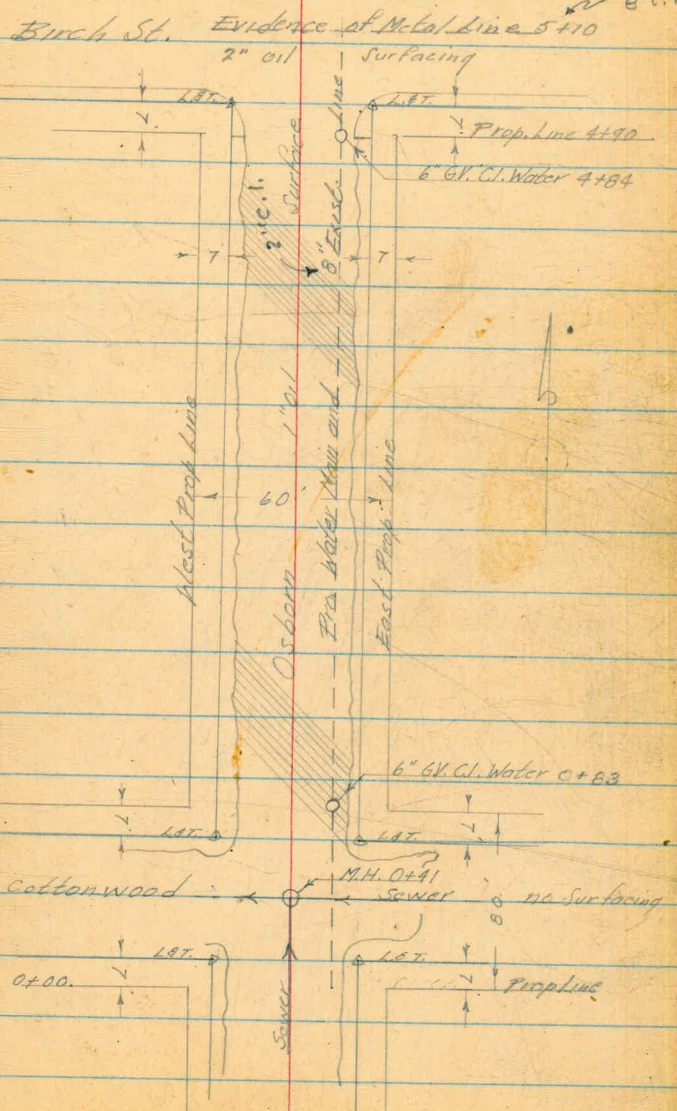 Birch St. Evidence of Metal Line 5+10
2" Oil Surfacing
L&T.
L.&T.
7
7'
Prop. Line 4+90
6" G.V. C.I. Water 4+84
2" C.I.
Surface
8" Exist. Line
7
7
1" Oil
West Prop Line
60'
Osborn
Pro. Water Main and
East Prop. Line
6" G.V. C.I. Water 0+83
7'
7'
L&T.
L&T.
M.H. 0+41
Cottonwood
Sewer
no Surfacing
80
L&T.
L&T.
7
7
0+00.
Prop Line
Sewer